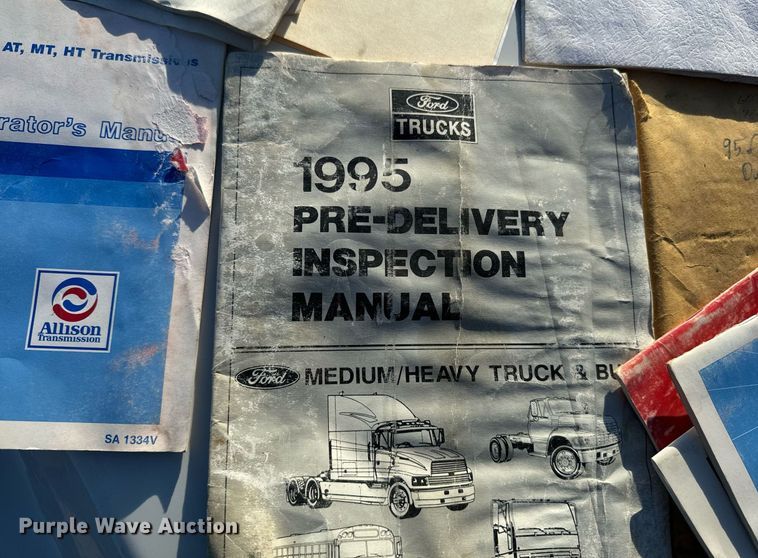 AT, MT, HT Transmissions
rator's Manu
Allison
Transmission
SA 1334V
Ford
TRUCKS
1995
PRE-DELIVERY
INSPECTION
MANUAL
Ford MEDIUM/HEAVY TRUCK & BU
95
Purple Wave Auction